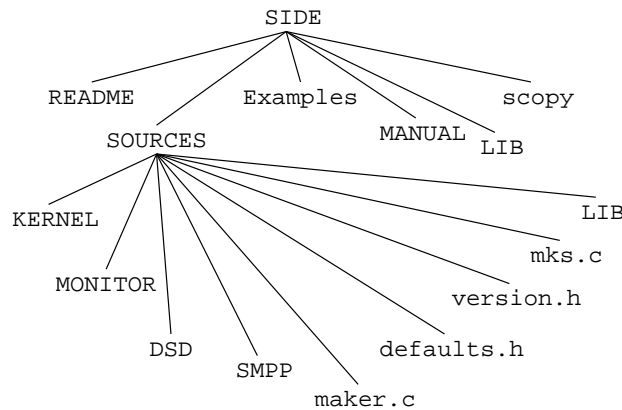 SIDE
README
Examples
scopy
MANUAL
SOURCES
LIB
KERNEL
LIB
mks.c
MONITOR
version.h
DSD
defaults.h
SMPP
maker.c